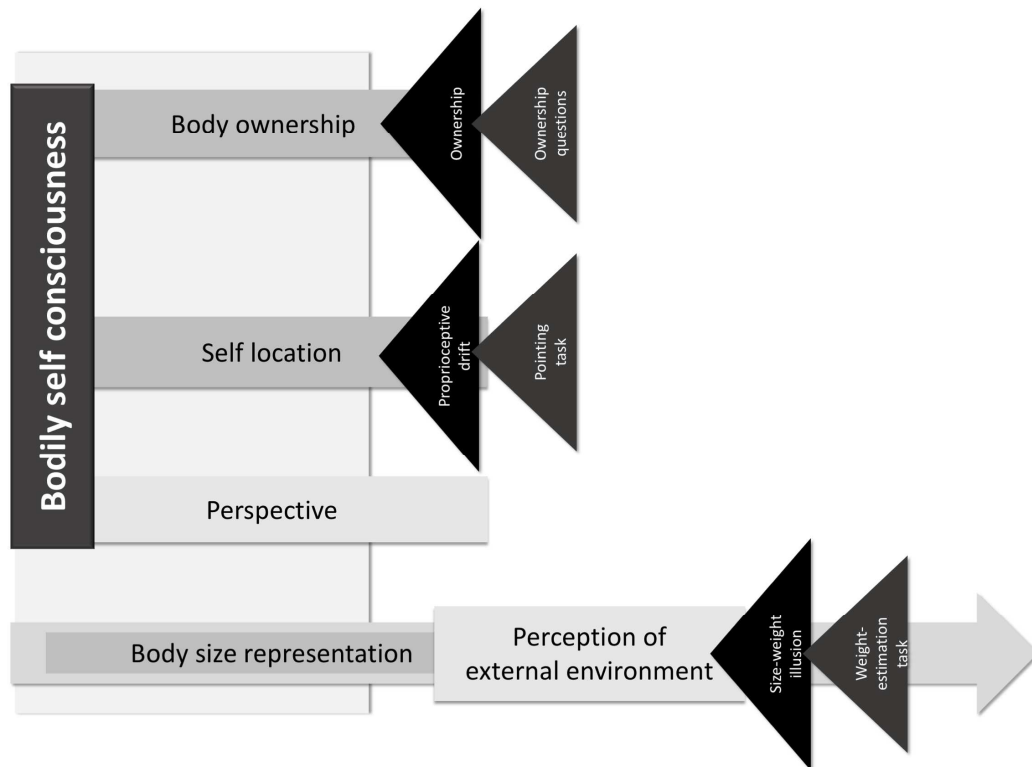 Bodily self consciousness
Body ownership
Ownership
Ownership
questions
Self location
Proprioceptive
drift
Pointing
task
Perspective
Body size representation
Perception of
external environment
Size-weight
illusion
Weight-
estimation
task